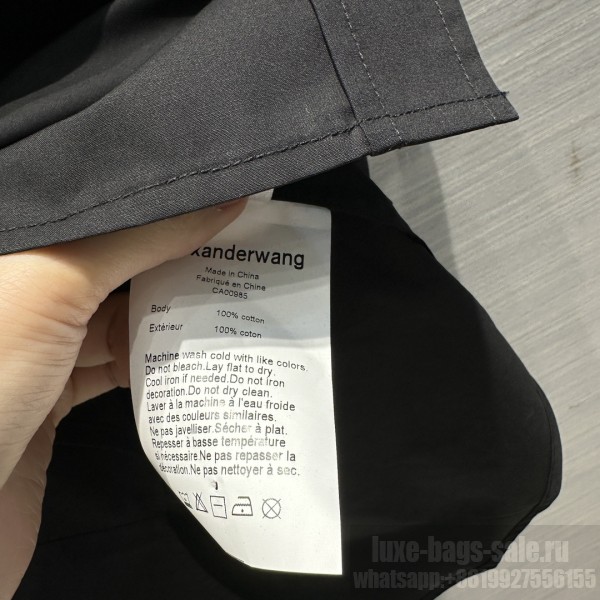 xanderwang
Made in China
Fabriqué en Chine
CA00985
Body 100% cotton
Extérieur 100% coton
Machine wash cold with like colors.
Do not bleach.Lay flat to dry.
Cool iron if needed.Do not iron
decoration.Do not dry clean.
Laver à la machine à l'eau froide
avec des couleurs similaires.
Ne pas javelliser.Sécher à plat.
Repesser à basse température
si nécessaire.Ne pas repasser la
décoration.Ne pas nettoyer à sec.
luxe-bags-sale.ru
whatsapp:+8619927556155